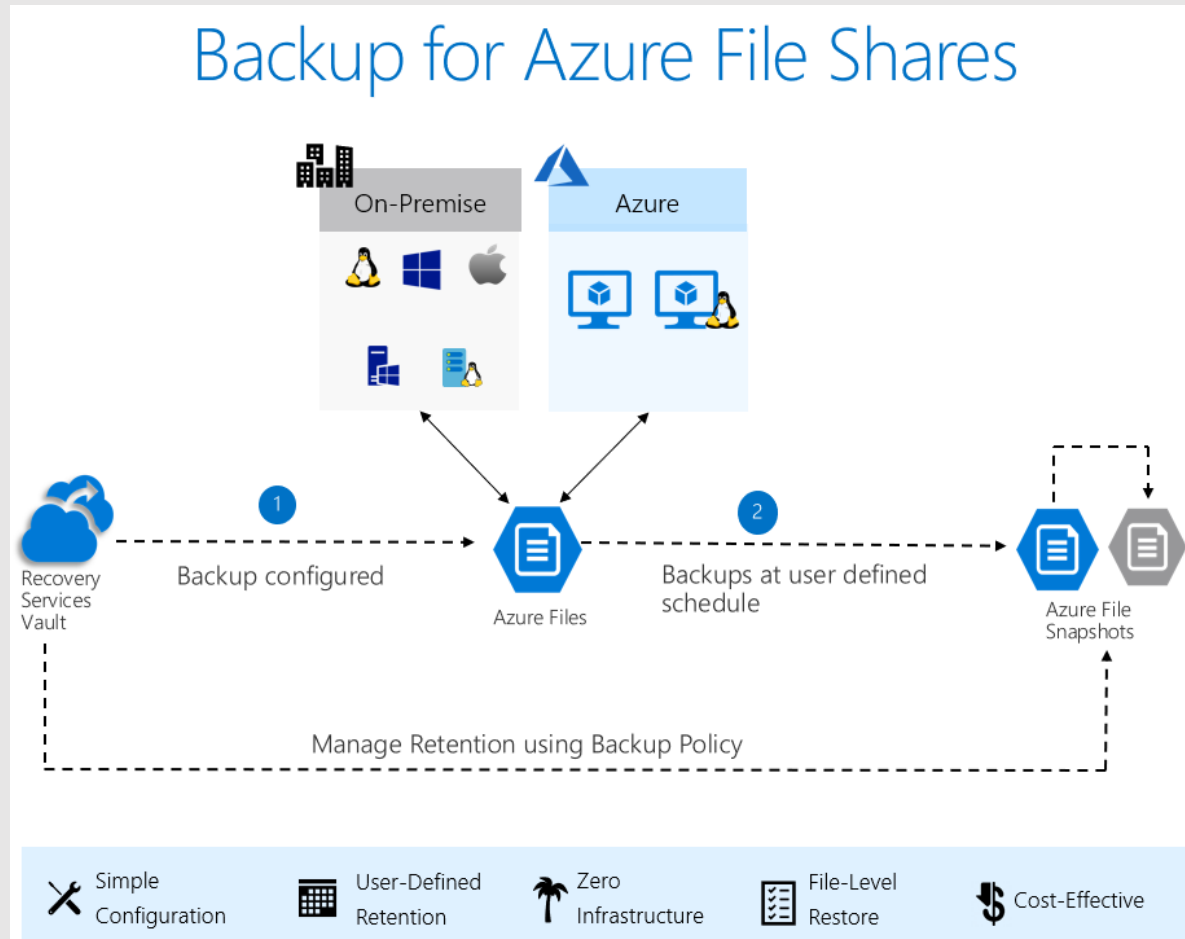 Backup for Azure File Shares
On-Premise
Azure
1
2
Backup configured
Backups at user defined
schedule
Recovery
Services
Vault
Azure Files
Azure File
Snapshots
Manage Retention using Backup Policy
Simple
Configuration
User-Defined
Retention
Zero
Infrastructure
File-Level
Restore
Cost-Effective